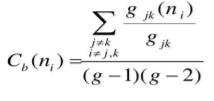 C_b(n_i) = \frac{\sum_{\substack{j \neq k \\ i \neq j,k}} \frac{g_{jk}(n_i)}{g_{jk}}}{(g-1)(g-2)}